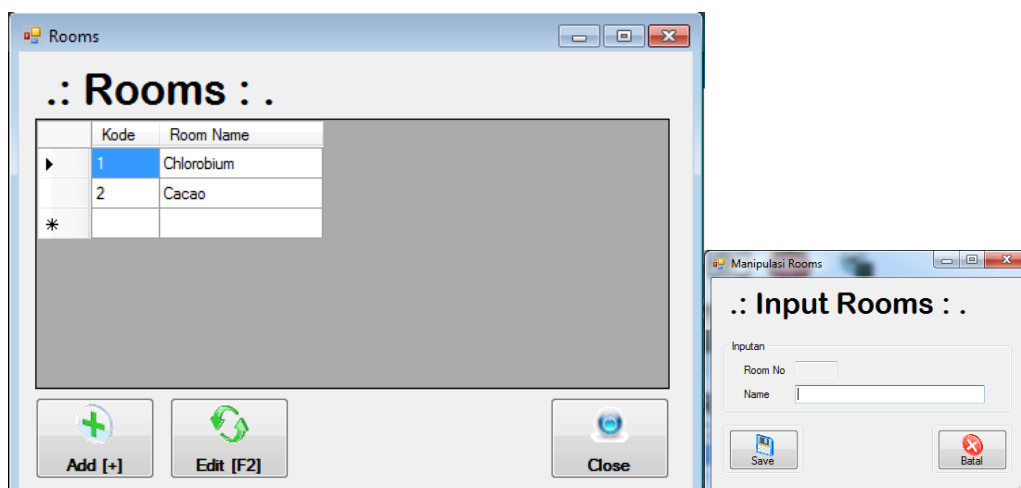 Rooms
.: Rooms : .
Kode Room Name
1 Chlorobium
2 Cacao
Add [+] Edit [F2] Close
Manipulasi Rooms
.: Input Rooms : .
Inputan
Room No
Name
Save Batal